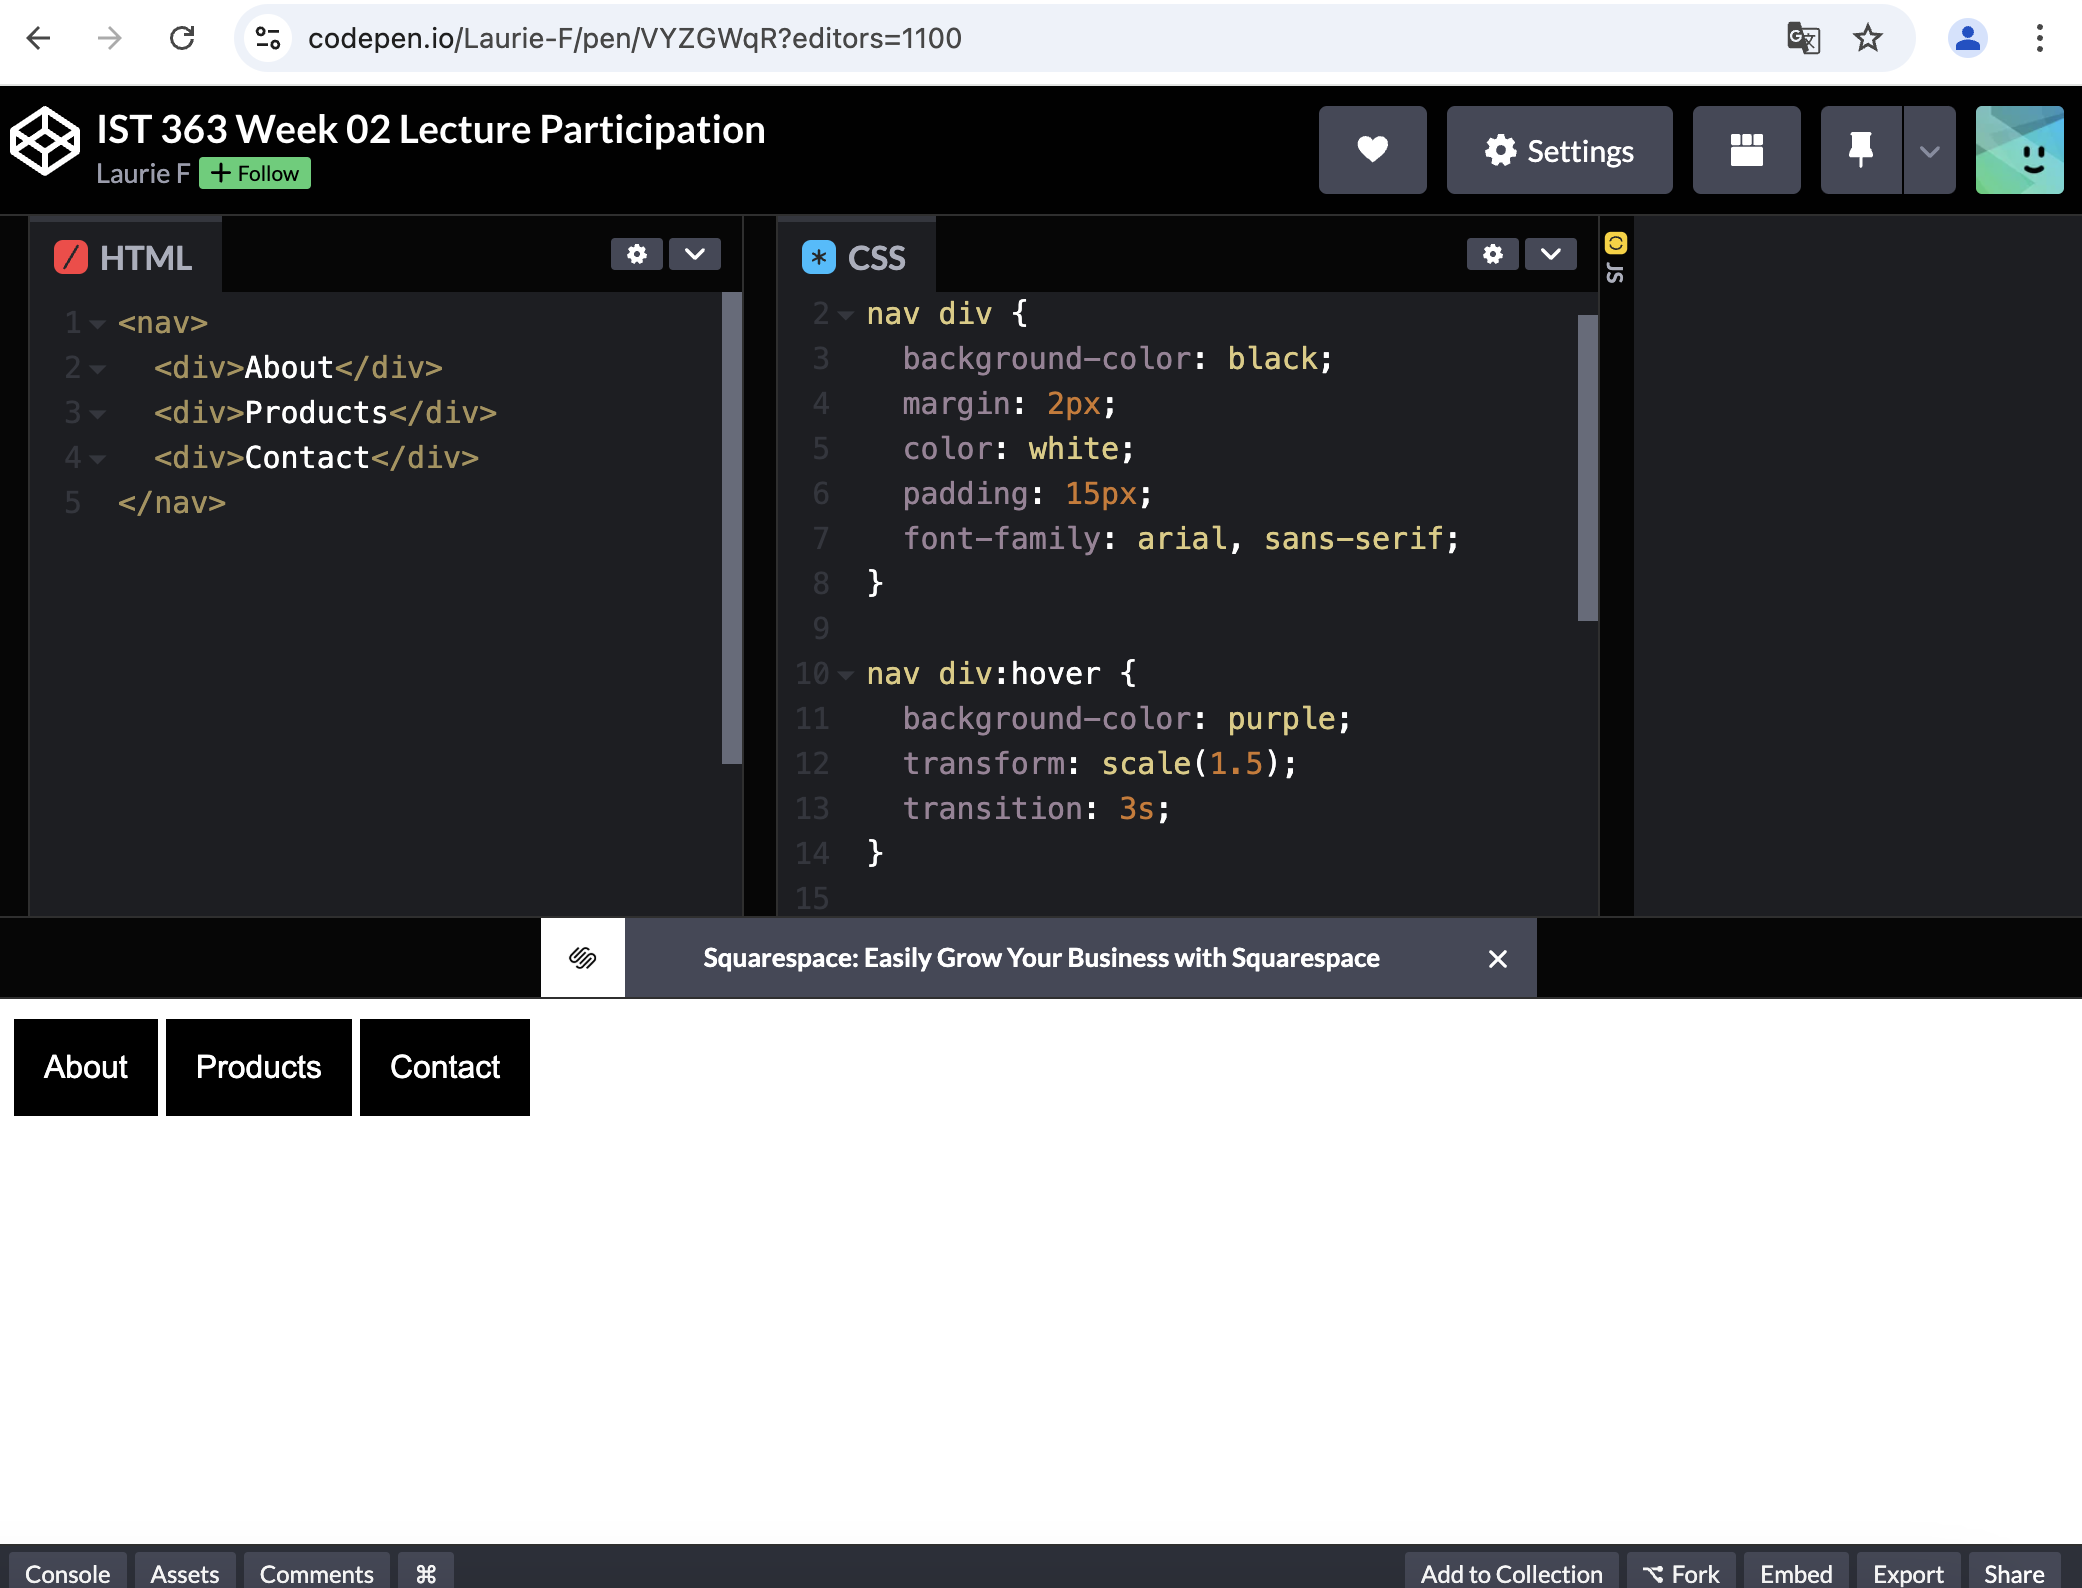 codepen.io/Laurie-F/pen/VYZGWqR?editors=1100
IST 363 Week 02 Lecture Participation
Laurie F + Follow
Settings
HTML
1 <nav>
2 <div>About</div>
3 <div>Products</div>
4 <div>Contact</div>
5 </nav>
CSS
2 nav div {
3 background-color: black;
4 margin: 2px;
5 color: white;
6 padding: 15px;
7 font-family: arial, sans-serif;
8 }
9
10 nav div:hover {
11 background-color: purple;
12 transform: scale(1.5);
13 transition: 3s;
14 }
15
JS
Squarespace: Easily Grow Your Business with Squarespace
About Products Contact
Console Assets Comments ⌘ Add to Collection Fork Embed Export Share